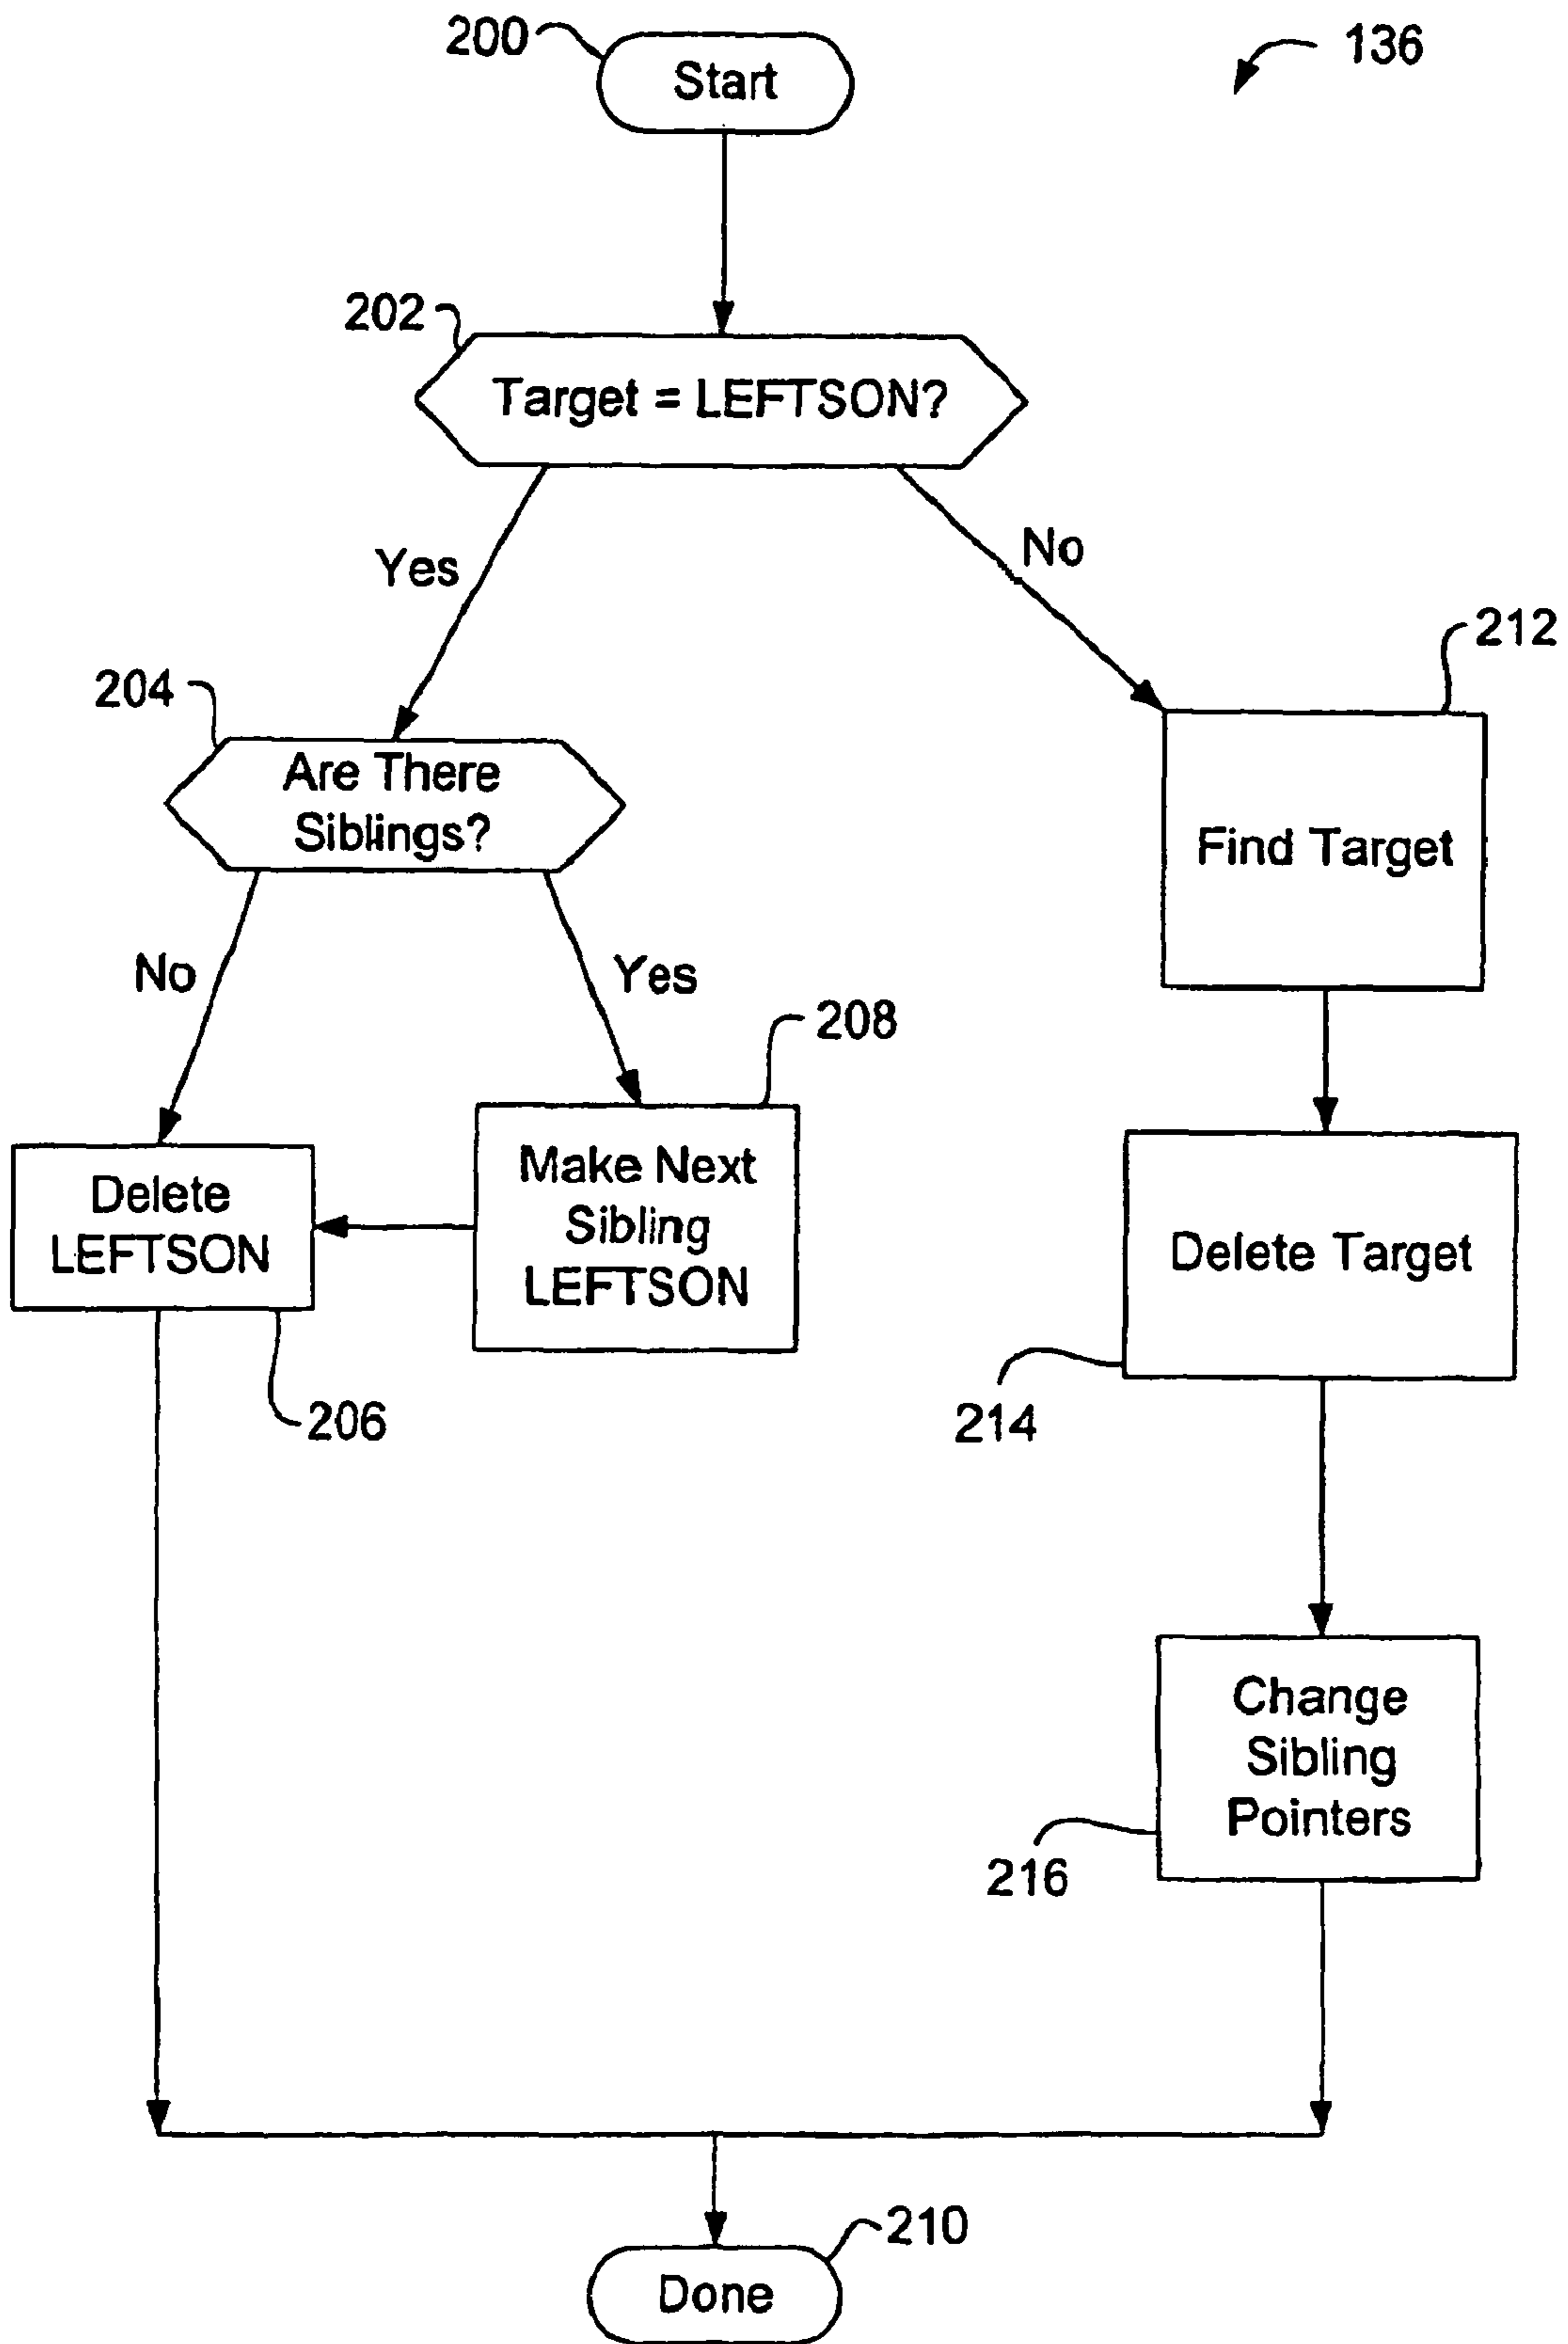 200
Start
136
202
Target = LEFTSON?
Yes
No
204
Are There
Siblings?
212
Find Target
No
Yes
208
Delete
LEFTSON
Make Next
Sibling
LEFTSON
206
Delete Target
214
Change
Sibling
Pointers
216
210
Done